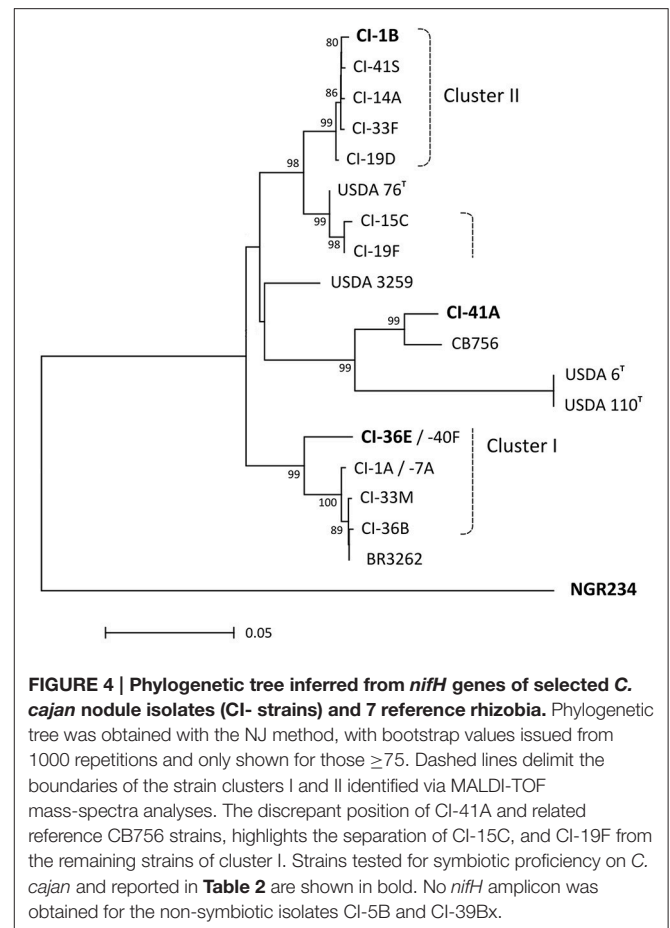 80
CI-1B
CI-41S
86
CI-14A
Cluster II
99
CI-33F
98
CI-19D
USDA 76ᵀ
99
CI-15C
98
CI-19F
USDA 3259
CI-41A
99
CB756
99
USDA 6ᵀ
USDA 110ᵀ
CI-36E / -40F
Cluster I
99
CI-1A / -7A
100
CI-33M
89
CI-36B
BR3262
NGR234
0.05
FIGURE 4 | Phylogenetic tree inferred from nifH genes of selected C.
cajan nodule isolates (CI- strains) and 7 reference rhizobia. Phylogenetic
tree was obtained with the NJ method, with bootstrap values issued from
1000 repetitions and only shown for those ≥75. Dashed lines delimit the
boundaries of the strain clusters I and II identified via MALDI-TOF
mass-spectra analyses. The discrepant position of CI-41A and related
reference CB756 strains, highlights the separation of CI-15C, and CI-19F from
the remaining strains of cluster I. Strains tested for symbiotic proficiency on C.
cajan and reported in Table 2 are shown in bold. No nifH amplicon was
obtained for the non-symbiotic isolates CI-5B and CI-39Bx.